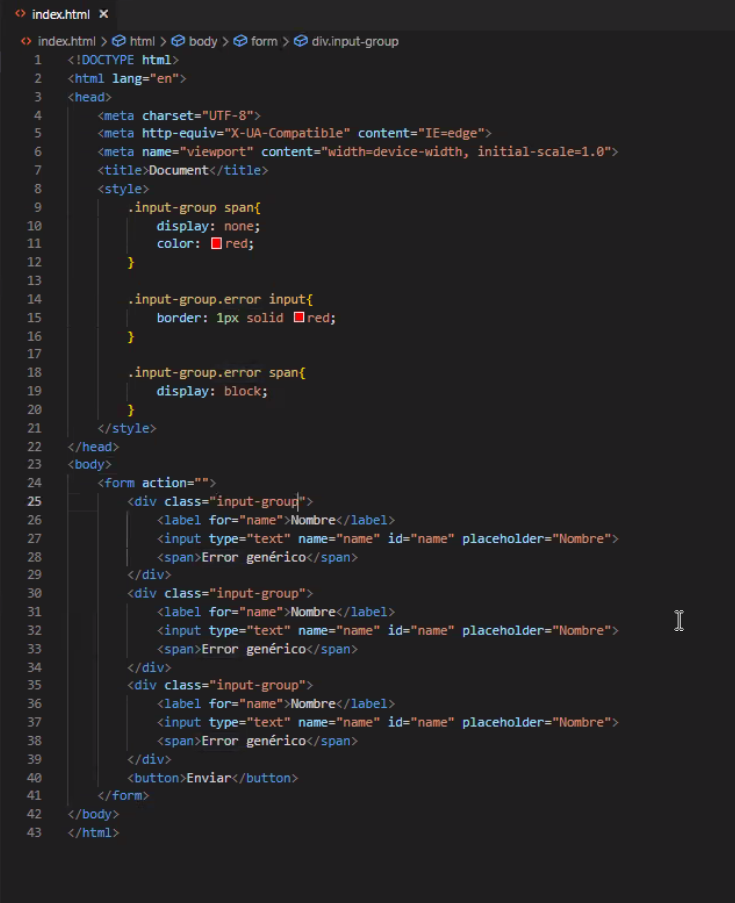 index.html ×
index.html > html > body > form > div.input-group
1 <!DOCTYPE html>
2 <html lang="en">
3 <head>
4     <meta charset="UTF-8">
5     <meta http-equiv="X-UA-Compatible" content="IE=edge">
6     <meta name="viewport" content="width=device-width, initial-scale=1.0">
7     <title>Document</title>
8     <style>
9         .input-group span{
10             display: none;
11             color: red;
12         }
13
14         .input-group.error input{
15             border: 1px solid red;
16         }
17
18         .input-group.error span{
19             display: block;
20         }
21     </style>
22 </head>
23 <body>
24     <form action="">
25         <div class="input-group">
26             <label for="name">Nombre</label>
27             <input type="text" name="name" id="name" placeholder="Nombre">
28             <span>Error genérico</span>
29         </div>
30         <div class="input-group">
31             <label for="name">Nombre</label>
32             <input type="text" name="name" id="name" placeholder="Nombre">
33             <span>Error genérico</span>
34         </div>
35         <div class="input-group">
36             <label for="name">Nombre</label>
37             <input type="text" name="name" id="name" placeholder="Nombre">
38             <span>Error genérico</span>
39         </div>
40         <button>Enviar</button>
41     </form>
42 </body>
43 </html>